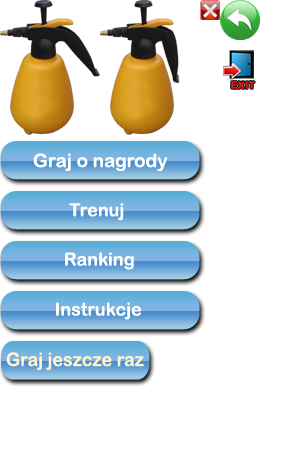 EXIT
Graj o nagrody
Trenuj
Ranking
Instrukcje
Graj jeszcze raz